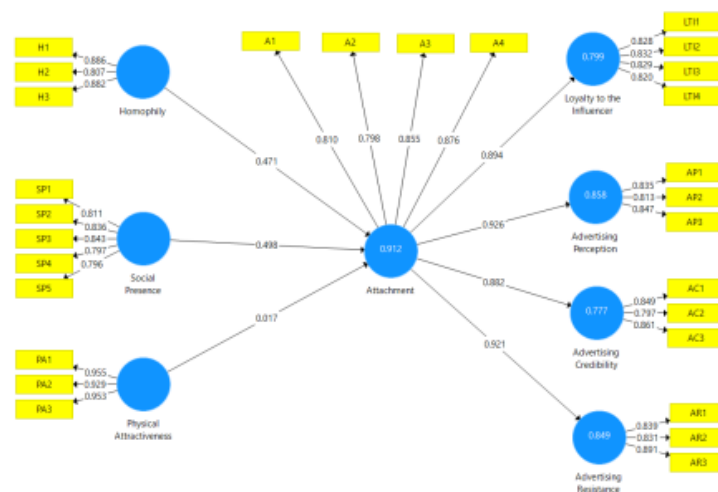 H1
H2
H3
0.886
0.807
0.882
Homophily
A1
A2
A3
A4
0.810
0.798
0.855
0.876
0.799
Loyalty to the
Influencer
0.828
0.832
0.829
0.820
LTI1
LTI2
LTI3
LTI4
0.471
0.894
SP1
SP2
SP3
SP4
SP5
0.811
0.836
0.843
0.797
0.796
Social
Presence
0.498
0.912
Attachment
0.926
0.858
Advertising
Perception
0.835
0.813
0.847
AP1
AP2
AP3
0.017
0.882
0.777
Advertising
Credibility
0.849
0.797
0.861
AC1
AC2
AC3
PA1
PA2
PA3
0.955
0.929
0.953
Physical
Attractiveness
0.921
0.849
Advertising
Resistance
0.839
0.831
0.891
AR1
AR2
AR3